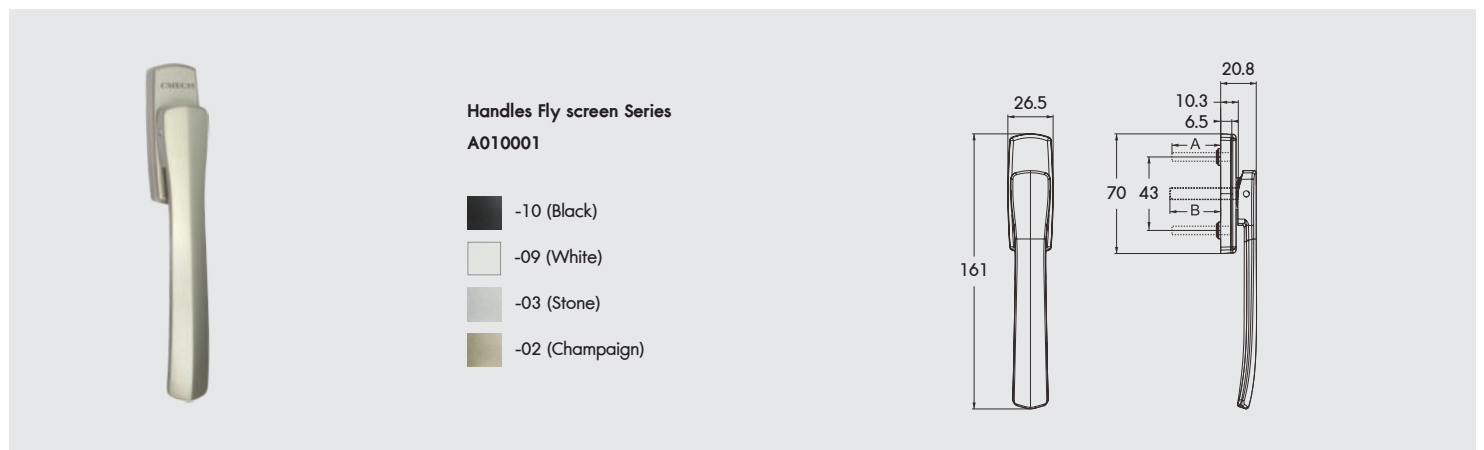 CMECH
Handles Fly screen Series
A010001
-10 (Black)
-09 (White)
-03 (Stone)
-02 (Champaign)
26.5
161
20.8
10.3
6.5
A
70
43
B